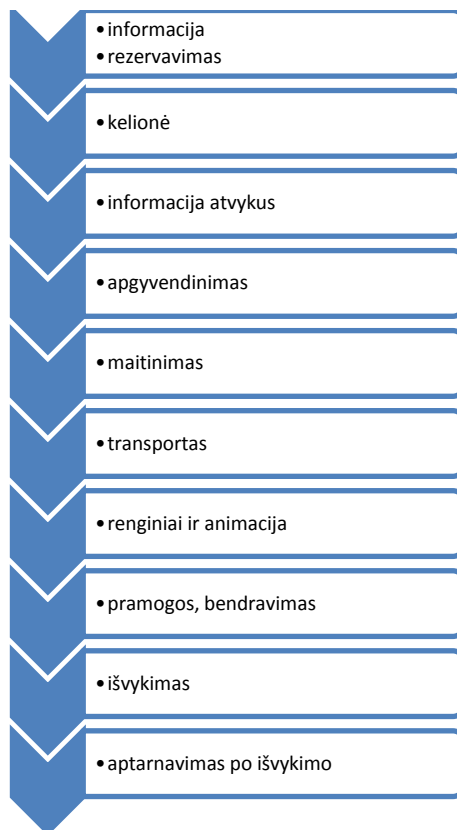 • informacija
• rezervavimas
• kelionė
• informacija atvykus
• apgyvendinimas
• maitinimas
• transportas
• renginiai ir animacija
• pramogos, bendravimas
• išvykimas
• aptarnavimas po išvykimo